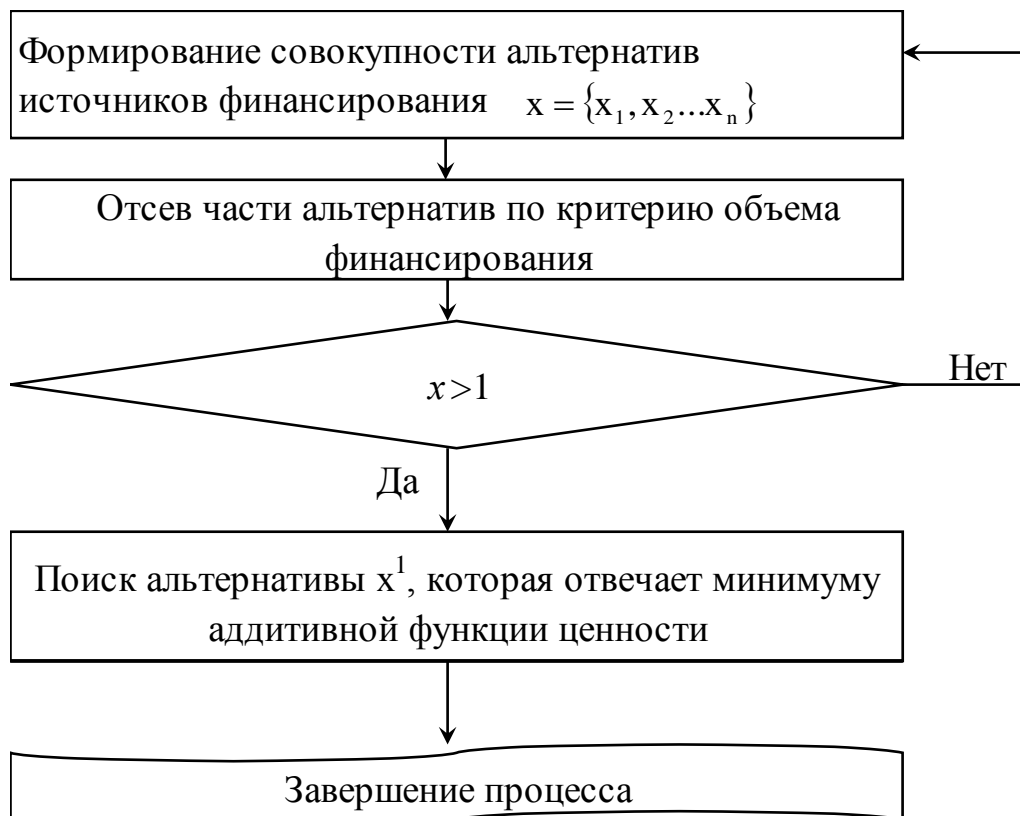 Формирование совокупности альтернатив
источников финансирования x = {x₁, x₂...xₙ}
Отсев части альтернатив по критерию объема
финансирования
x>1
Нет
Да
Поиск альтернативы x¹, которая отвечает минимуму
аддитивной функции ценности
Завершение процесса